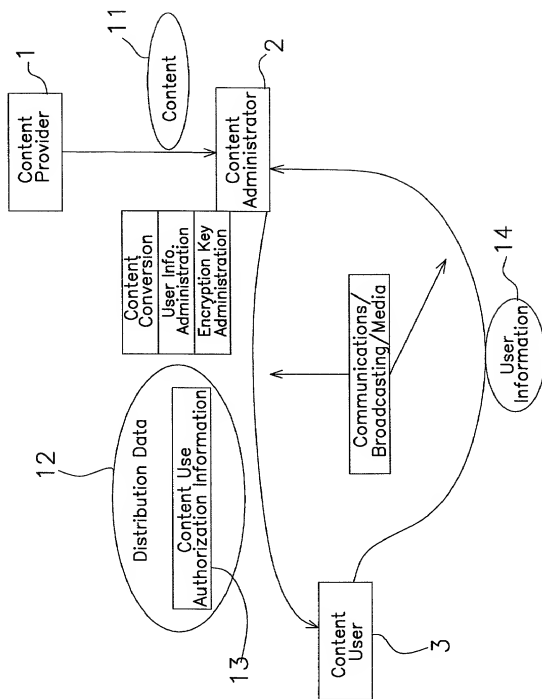 1
Content
Provider
11
Content
2
Content
Administrator
Content
Conversion
User Info.
Administration
Encryption Key
Administration
12
Distribution Data
Content Use
Authorization Information
13
Communications/
Broadcasting/Media
14
User
Information
Content
User
3